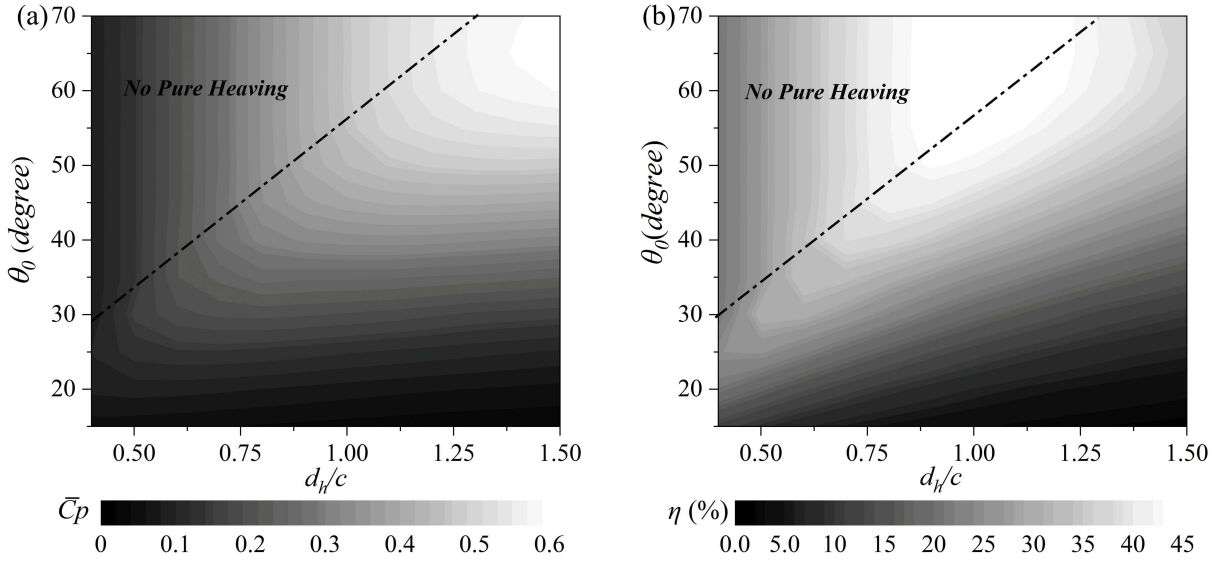 (a)
70
60
50
40
30
20
θ0 (degree)
No Pure Heaving
0.50 0.75 1.00 1.25 1.50
dh/c
C̅p
0 0.1 0.2 0.3 0.4 0.5 0.6
(b)
70
60
50
40
30
20
θ0(degree)
No Pure Heaving
0.50 0.75 1.00 1.25 1.50
dh/c
η (%)
0.0 5.0 10 15 20 25 30 35 40 45